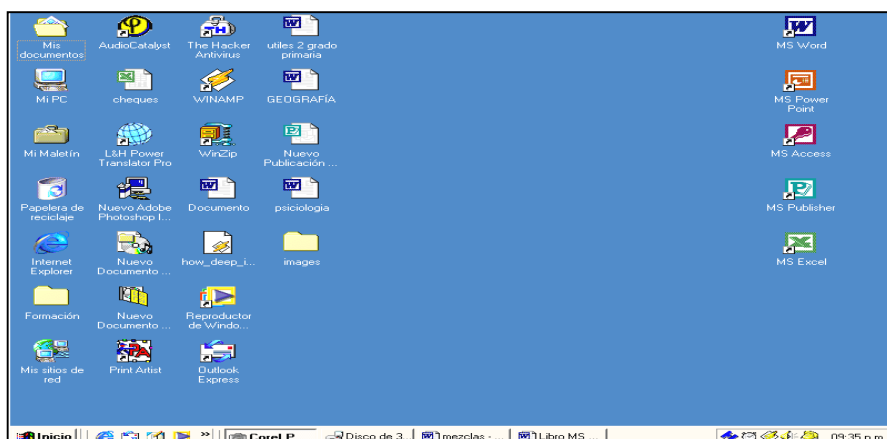 Mis
documentos
AudioCatalyst
The Hacker
Antivirus
utiles 2 grado
primaria
MS Word
Mi PC
cheques
WINAMP
GEOGRAFÍA
MS Power
Point
Mi Maletín
L&H Power
Translator Pro
WinZip
Nuevo
Publicación ...
MS Access
Papelera de
reciclaje
Nuevo Adobe
Photoshop I...
Documento
psiciologia
MS Publisher
Internet
Explorer
Nuevo
Documento ...
how_deep_i...
images
MS Excel
Formación
Nuevo
Documento ...
Reproductor
de Windo...
Mis sitios de
red
Print Artist
Outlook
Express
Inicio
Corel P...
Disco de 3...
mezclas - ...
Libro MS ...
09:35 p.m.